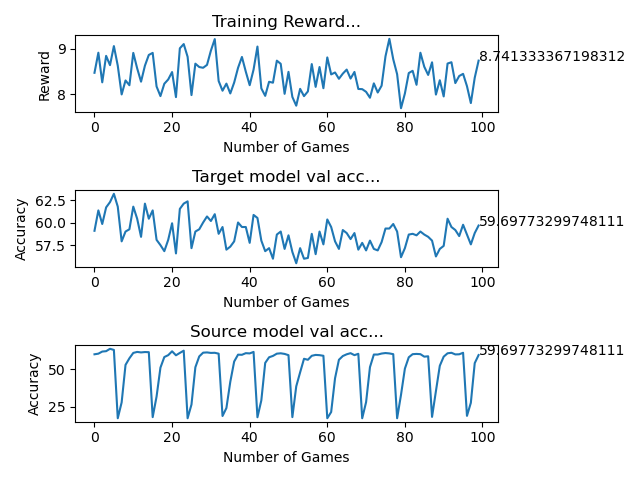 Training Reward...
9
8
Reward
8.741333367198312
0 20 40 60 80 100
Number of Games
Target model val acc...
62.5
60.0
57.5
Accuracy
59.69773299748111
0 20 40 60 80 100
Number of Games
Source model val acc...
50
25
Accuracy
59.69773299748111
0 20 40 60 80 100
Number of Games